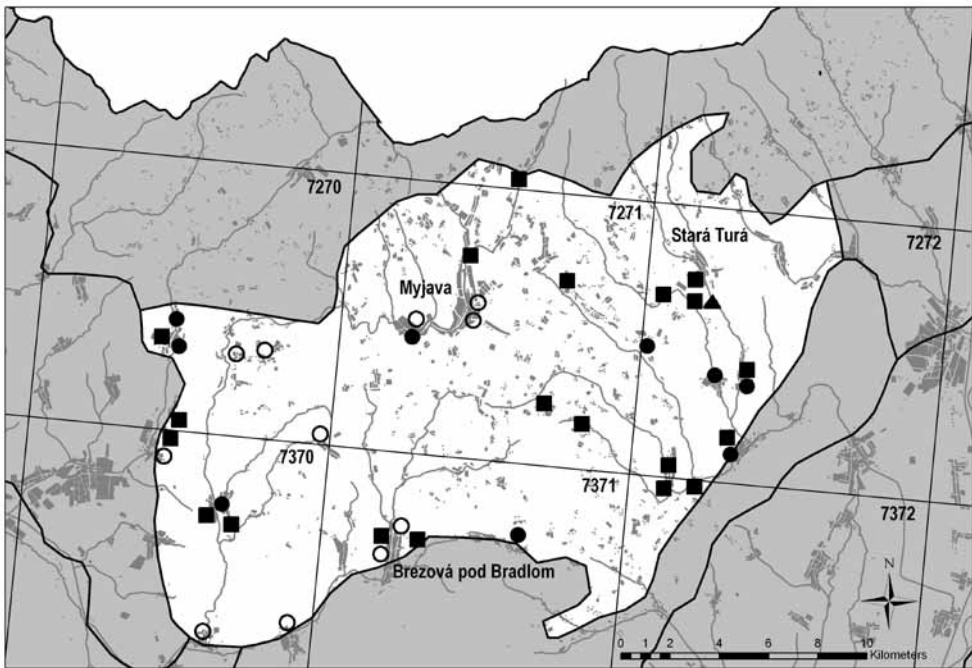 7270
7271
7272
Stará Turá
Myjava
7370
7371
7372
Brezová pod Bradlom
N
0 1 2 4 6 8 10
Kilometers